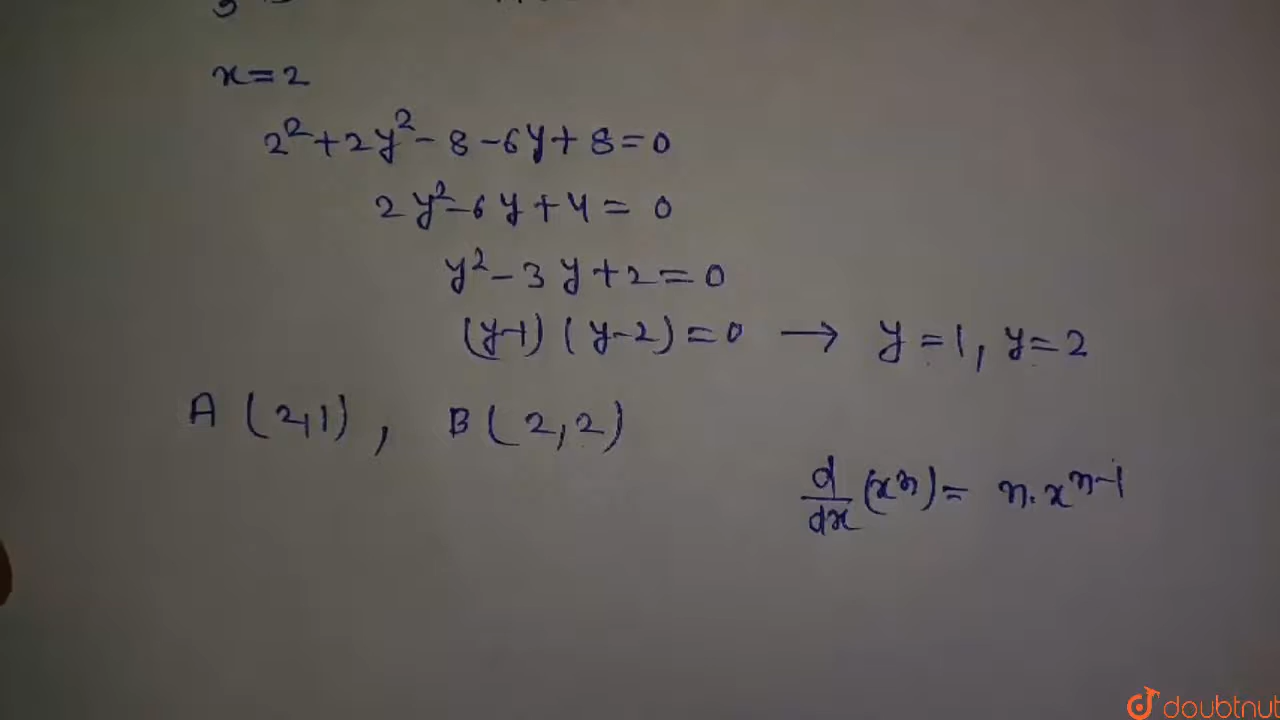 x=2
2²+2y²-8-6y+8=0
2y²-6y+4=0
y²-3y+2=0
(y-1)(y-2)=0 → y=1, y=2
A(2,1), B(2,2)
d/dx(xⁿ)= n.xⁿ⁻¹
doubtnut